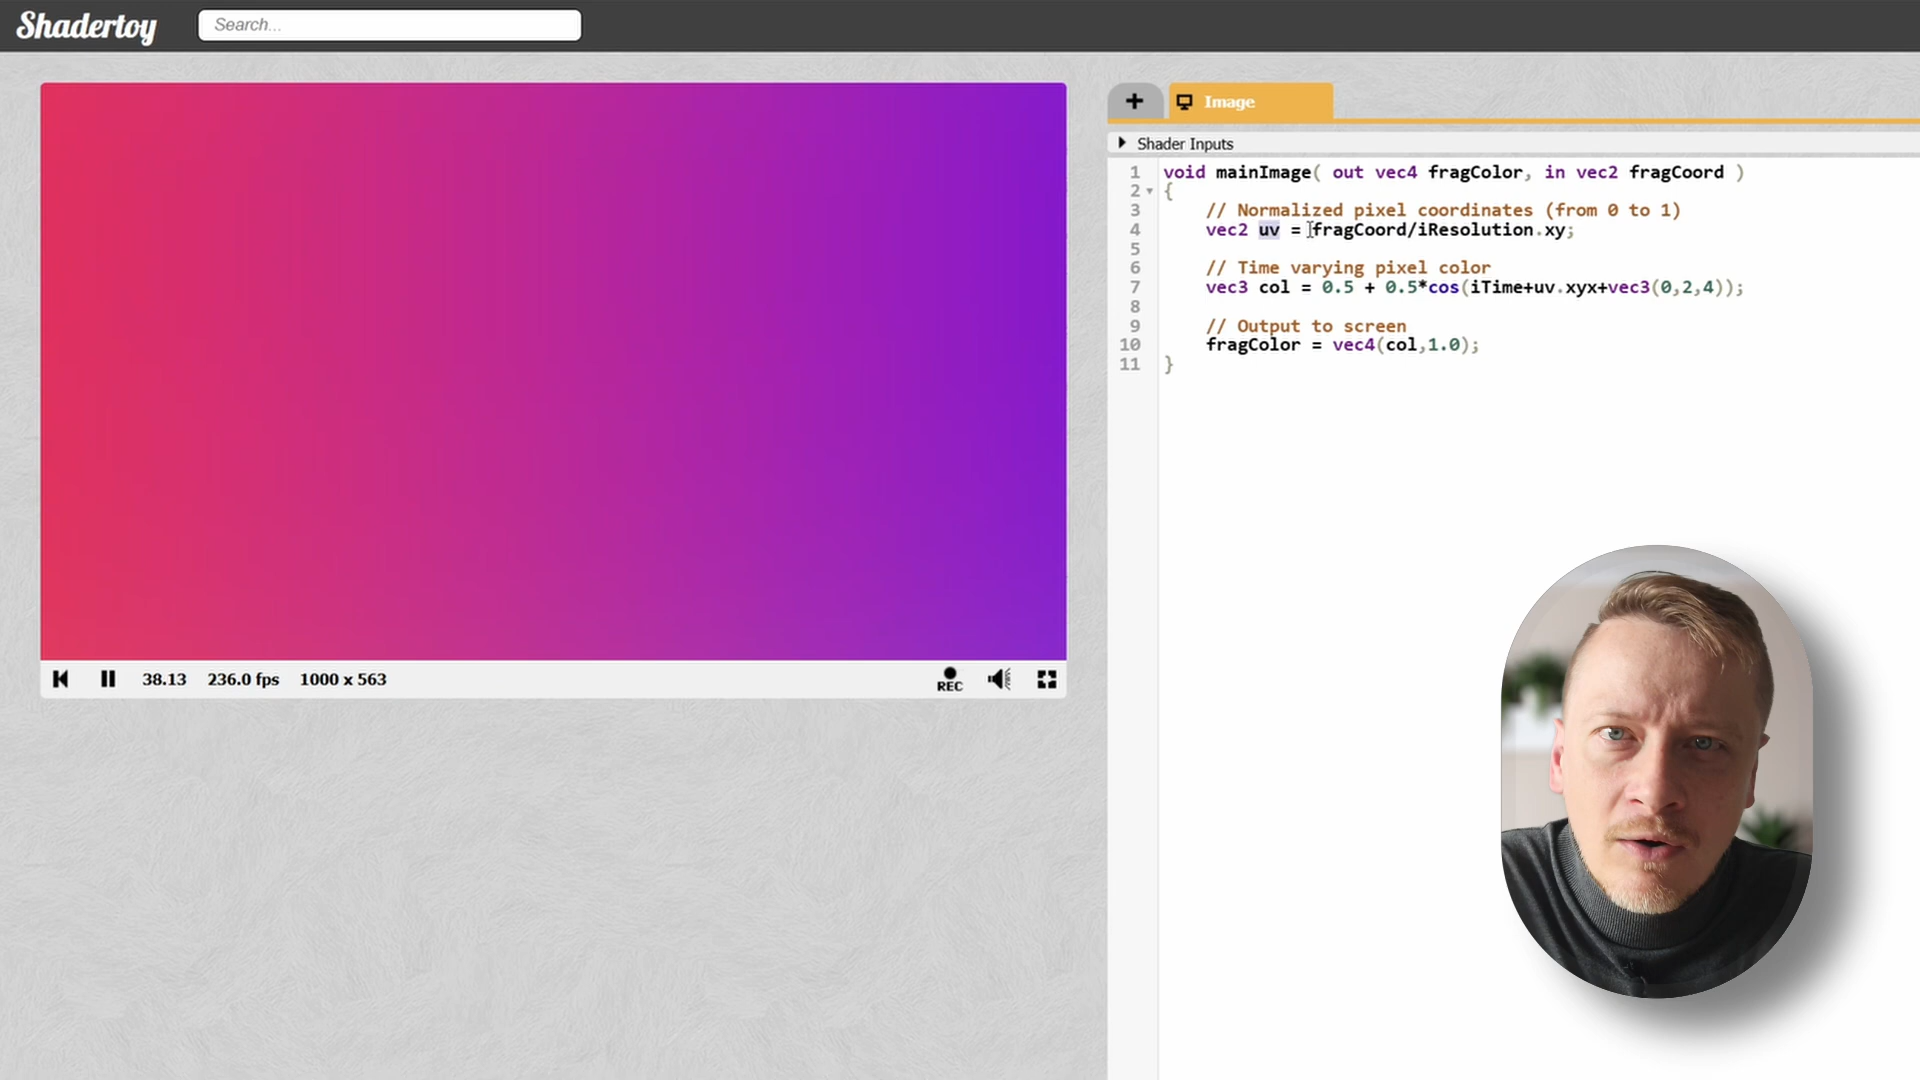 Shadertoy
Search...
+ Image
Shader Inputs
1 void mainImage( out vec4 fragColor, in vec2 fragCoord )
2 {
3 // Normalized pixel coordinates (from 0 to 1)
4 vec2 uv = fragCoord/iResolution.xy;
5
6 // Time varying pixel color
7 vec3 col = 0.5 + 0.5*cos(iTime+uv.xyx+vec3(0,2,4));
8
9 // Output to screen
10 fragColor = vec4(col,1.0);
11 }
38.13 236.0 fps 1000 x 563
REC